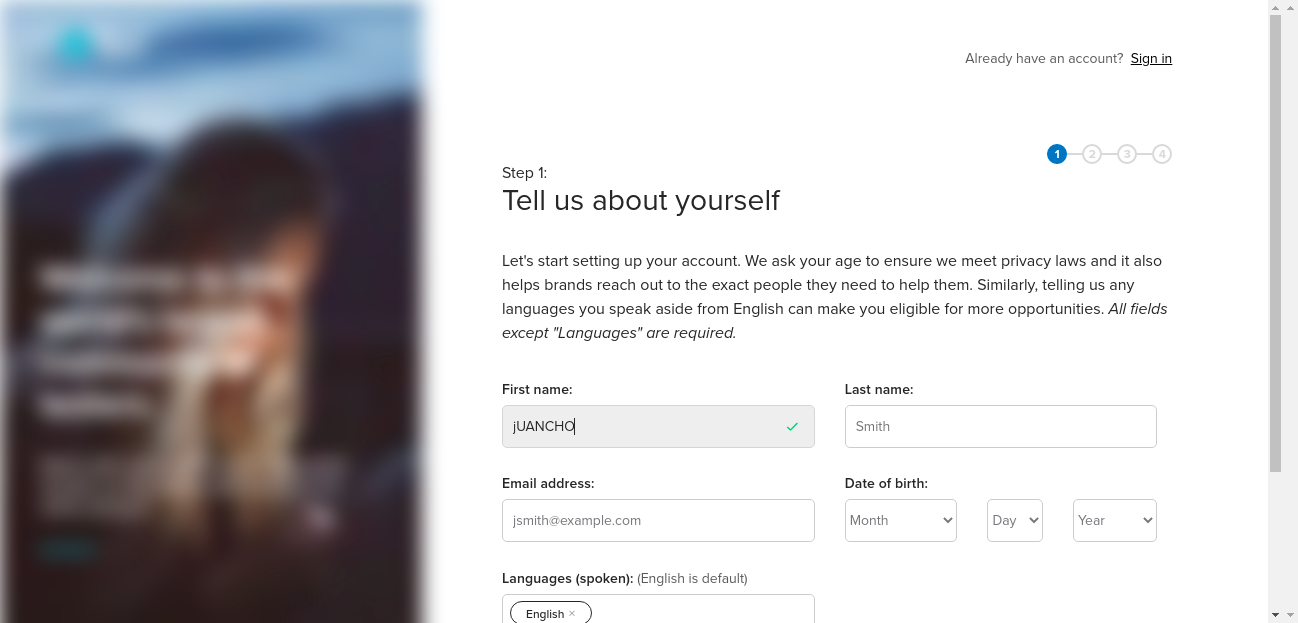 Already have an account? Sign in
1 2 3 4
Step 1:
Tell us about yourself
Let's start setting up your account. We ask your age to ensure we meet privacy laws and it also
helps brands reach out to the exact people they need to help them. Similarly, telling us any
languages you speak aside from English can make you eligible for more opportunities. All fields
except "Languages" are required.
First name: Last name:
jUANCHO Smith
Email address: Date of birth:
jsmith@example.com Month Day Year
Languages (spoken): (English is default)
English ×